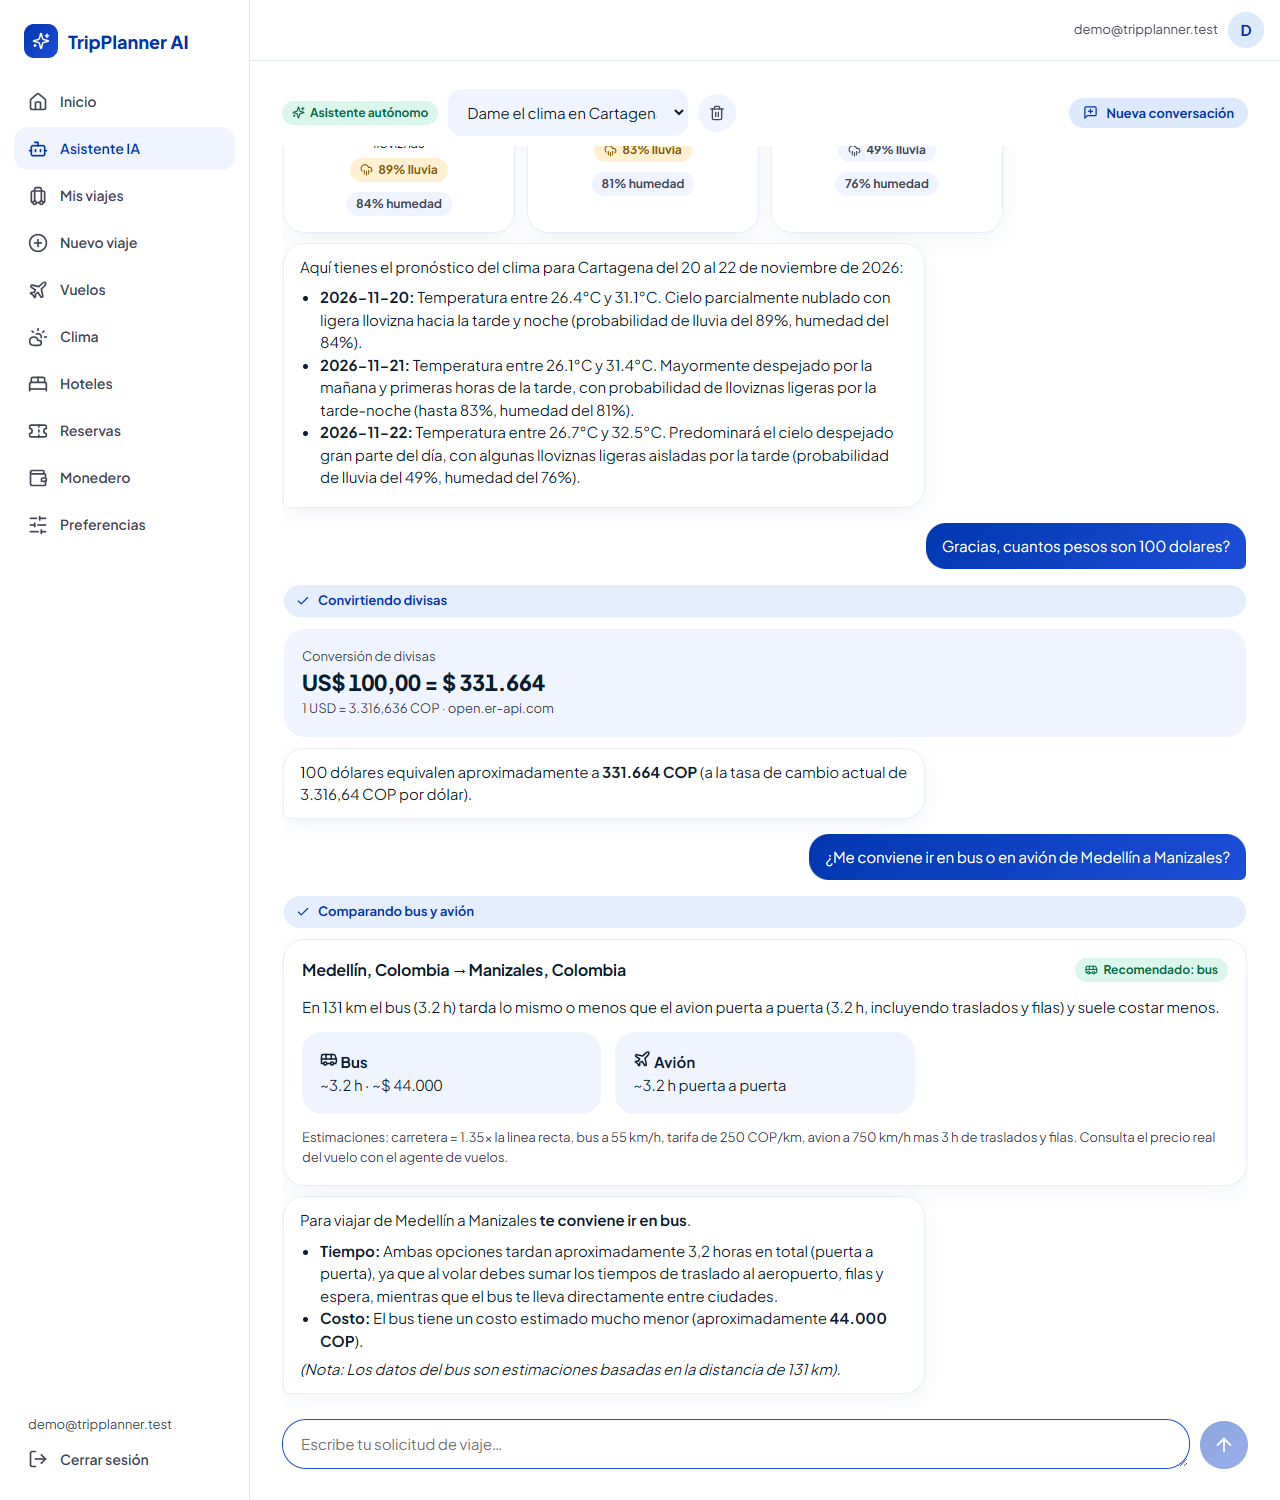 TripPlanner AI
Inicio
Asistente IA
Mis viajes
Nuevo viaje
Vuelos
Clima
Hoteles
Reservas
Monedero
Preferencias
demo@tripplanner.test
Cerrar sesión
demo@tripplanner.test
D
Asistente autónomo
Dame el clima en Cartagen
Nueva conversación
89% lluvia
84% humedad
83% lluvia
81% humedad
49% lluvia
76% humedad
Aquí tienes el pronóstico del clima para Cartagena del 20 al 22 de noviembre de 2026:
• 2026-11-20: Temperatura entre 26.4°C y 31.1°C. Cielo parcialmente nublado con
ligera llovizna hacia la tarde y noche (probabilidad de lluvia del 89%, humedad del
84%).
• 2026-11-21: Temperatura entre 26.1°C y 31.4°C. Mayormente despejado por la
mañana y primeras horas de la tarde, con probabilidad de lloviznas ligeras por la
tarde-noche (hasta 83%, humedad del 81%).
• 2026-11-22: Temperatura entre 26.7°C y 32.5°C. Predominará el cielo despejado
gran parte del día, con algunas lloviznas ligeras aisladas por la tarde (probabilidad
de lluvia del 49%, humedad del 76%).
Gracias, cuantos pesos son 100 dolares?
Convirtiendo divisas
Conversión de divisas
US$ 100,00 = $ 331.664
1 USD = 3.316,636 COP · open.er-api.com
100 dólares equivalen aproximadamente a 331.664 COP (a la tasa de cambio actual de
3.316,64 COP por dólar).
¿Me conviene ir en bus o en avión de Medellín a Manizales?
Comparando bus y avión
Medellín, Colombia → Manizales, Colombia
Recomendado: bus
En 131 km el bus (3.2 h) tarda lo mismo o menos que el avion puerta a puerta (3.2 h, incluyendo traslados y filas) y suele costar menos.
Bus
~3.2 h · ~$ 44.000
Avión
~3.2 h puerta a puerta
Estimaciones: carretera = 1.35× la linea recta, bus a 55 km/h, tarifa de 250 COP/km, avion a 750 km/h mas 3 h de traslados y filas. Consulta el precio real
del vuelo con el agente de vuelos.
Para viajar de Medellín a Manizales te conviene ir en bus.
• Tiempo: Ambas opciones tardan aproximadamente 3,2 horas en total (puerta a
puerta), ya que al volar debes sumar los tiempos de traslado al aeropuerto, filas y
espera, mientras que el bus te lleva directamente entre ciudades.
• Costo: El bus tiene un costo estimado mucho menor (aproximadamente 44.000
COP).
(Nota: Los datos del bus son estimaciones basadas en la distancia de 131 km).
Escribe tu solicitud de viaje...